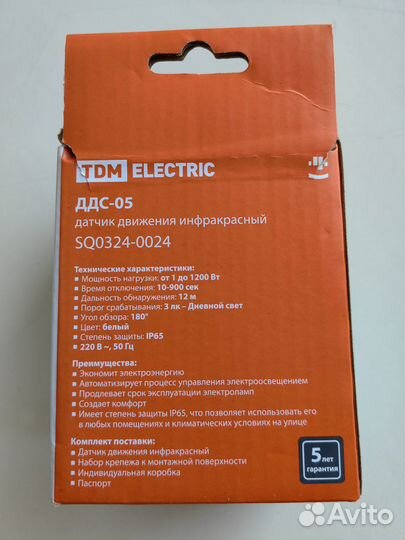 TDM ELECTRIC
ДДС-05
датчик движения инфракрасный
SQ0324-0024
Технические характеристики:
Мощность нагрузки: от 1 до 1200 Вт
Время отключения: 10-900 сек
Дальность обнаружения: 12 м
Порог срабатывания: 3 лк – Дневной свет
Угол обзора: 180°
Цвет: белый
Степень защиты: IP65
220 В ~, 50 Гц
Преимущества:
Экономит электроэнергию
Автоматизирует процесс управления электроосвещением
Продлевает срок эксплуатации электроламп
Создает комфорт
Имеет степень защиты IP65, что позволяет использовать его
в любых помещениях и климатических условиях на улице
Комплект поставки:
Датчик движения инфракрасный
Набор крепежа к монтажной поверхности
Индивидуальная коробка
Паспорт
5 лет
гарантия
Avito